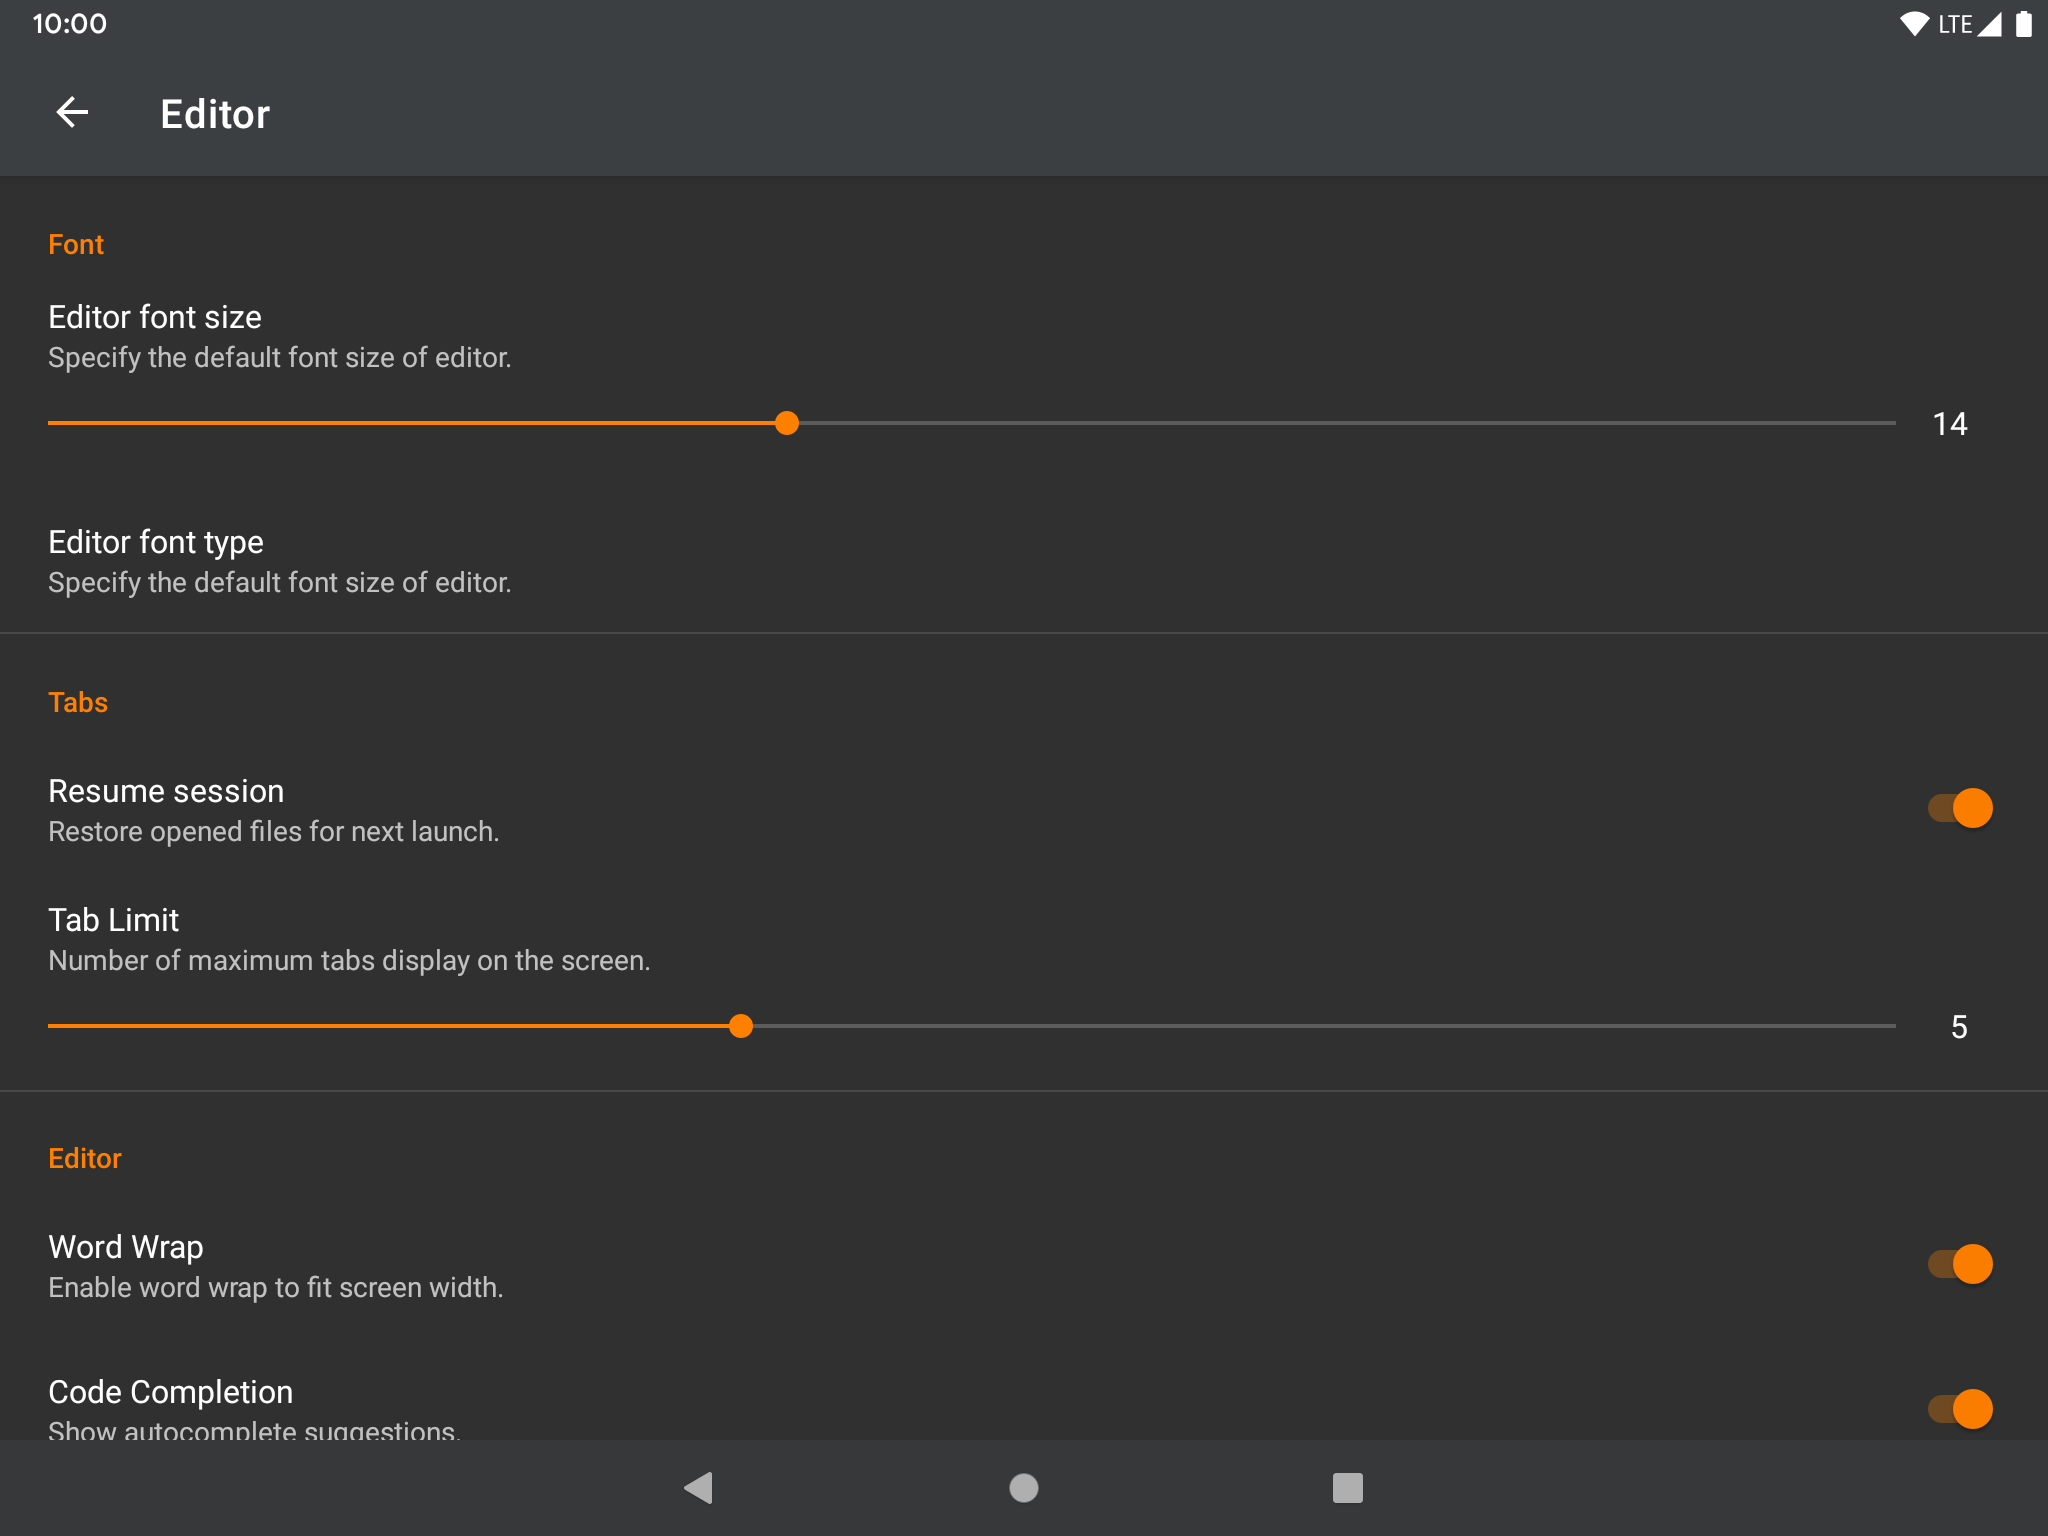 10:00
LTE
Editor
Font
Editor font size
Specify the default font size of editor.
14
Editor font type
Specify the default font size of editor.
Tabs
Resume session
Restore opened files for next launch.
Tab Limit
Number of maximum tabs display on the screen.
5
Editor
Word Wrap
Enable word wrap to fit screen width.
Code Completion
Show autocomplete suggestions.